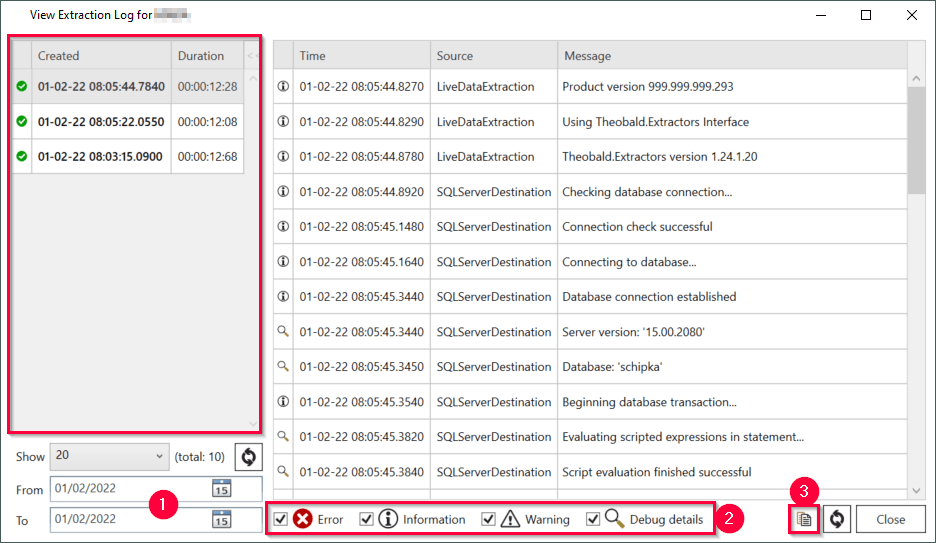 View Extraction Log for
Created Duration <<
01-02-22 08:05:44.7840 00:00:12:28
01-02-22 08:05:22.0550 00:00:12:08
01-02-22 08:03:15.0900 00:00:12:68
Show 20 (total: 10)
From 01/02/2022 15
To 01/02/2022 15
1
Time Source Message
01-02-22 08:05:44.8270 LiveDataExtraction Product version 999.999.999.293
01-02-22 08:05:44.8290 LiveDataExtraction Using Theobald.Extractors Interface
01-02-22 08:05:44.8780 LiveDataExtraction Theobald.Extractors version 1.24.1.20
01-02-22 08:05:44.8920 SQLServerDestination Checking database connection...
01-02-22 08:05:45.1480 SQLServerDestination Connection check successful
01-02-22 08:05:45.1640 SQLServerDestination Connecting to database...
01-02-22 08:05:45.3440 SQLServerDestination Database connection established
01-02-22 08:05:45.3440 SQLServerDestination Server version: '15.00.2080'
01-02-22 08:05:45.3450 SQLServerDestination Database: 'schipka'
01-02-22 08:05:45.3540 SQLServerDestination Beginning database transaction...
01-02-22 08:05:45.3820 SQLServerDestination Evaluating scripted expressions in statement...
01-02-22 08:05:45.3840 SQLServerDestination Script evaluation finished successful
Error Information Warning Debug details 2
3
Close